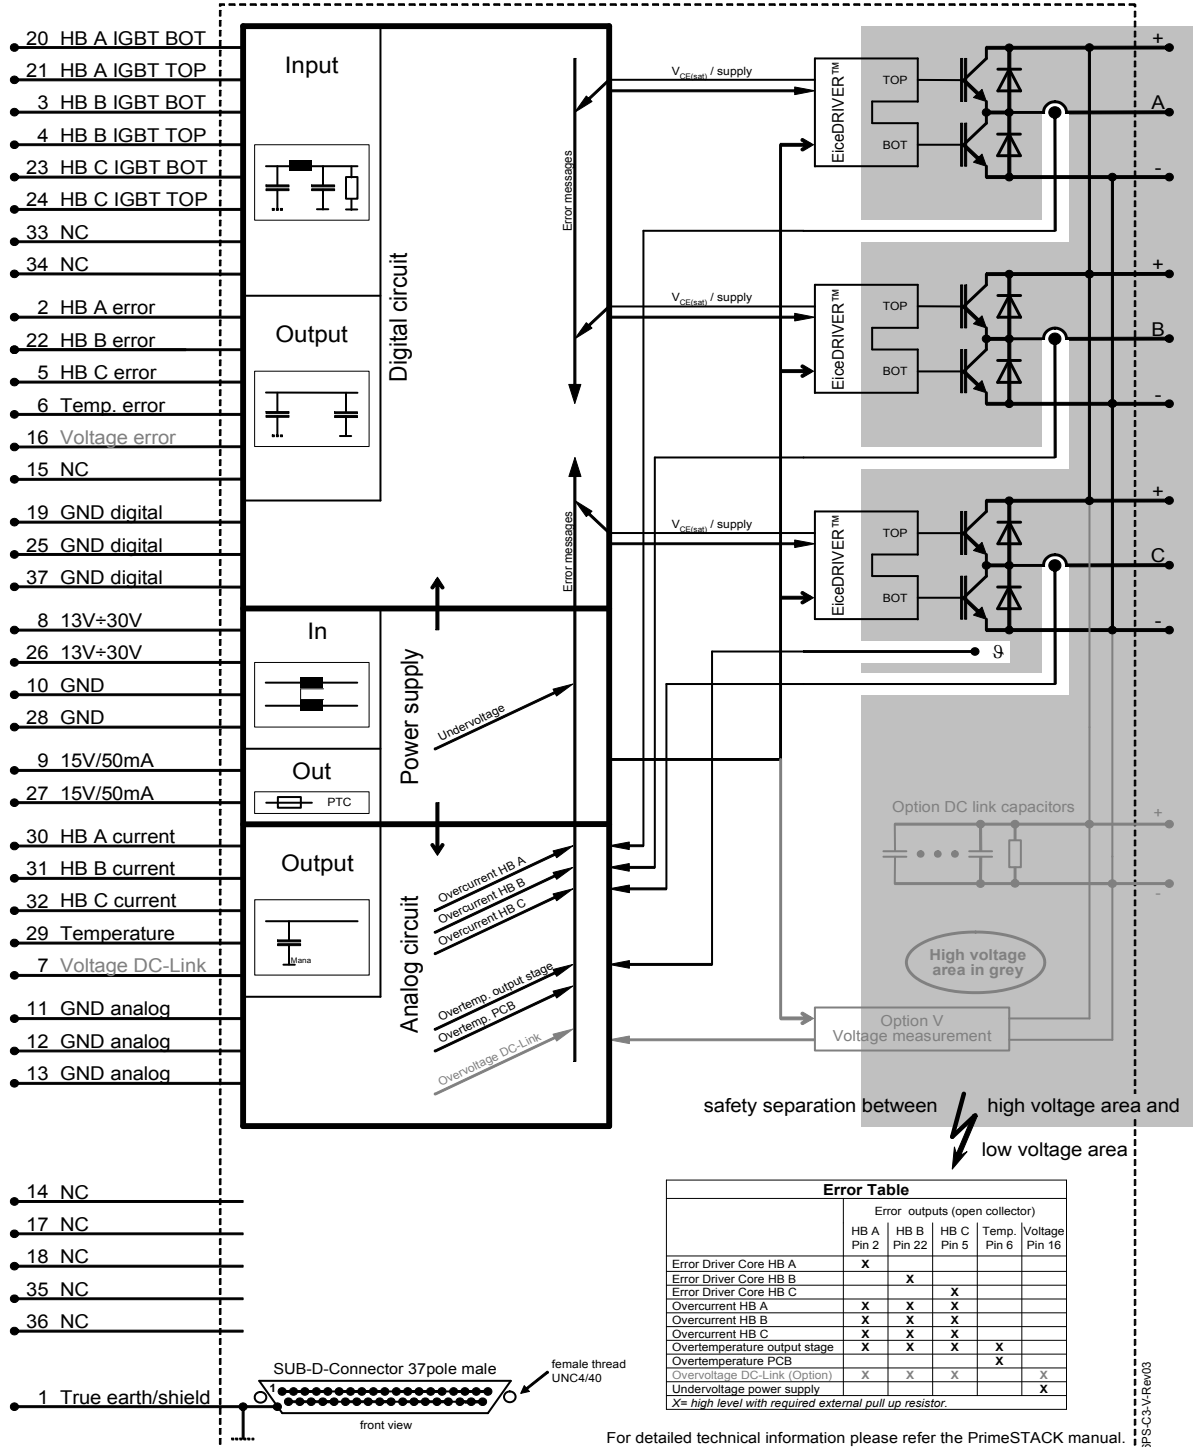 20 HB A IGBT BOT
21 HB A IGBT TOP
3 HB B IGBT BOT
4 HB B IGBT TOP
23 HB C IGBT BOT
24 HB C IGBT TOP
33 NC
34 NC
2 HB A error
22 HB B error
5 HB C error
6 Temp. error
16 Voltage error
15 NC
19 GND digital
25 GND digital
37 GND digital
8 13V÷30V
26 13V÷30V
10 GND
28 GND
9 15V/50mA
27 15V/50mA
30 HB A current
31 HB B current
32 HB C current
29 Temperature
7 Voltage DC-Link
11 GND analog
12 GND analog
13 GND analog
14 NC
17 NC
18 NC
35 NC
36 NC
1 True earth/shield
Input
Output
Digital circuit
Error messages
Error messages
In
Out
PTC
Power supply
Undervoltage
Output
Mana
Analog circuit
Overcurrent HB A
Overcurrent HB B
Overcurrent HB C
Overtemp. output stage
Overtemp. PCB
Overvoltage DC-Link
VCE(sat) / supply
EiceDRIVER™
TOP
BOT
+
A
-
VCE(sat) / supply
EiceDRIVER™
TOP
BOT
+
B
-
VCE(sat) / supply
EiceDRIVER™
TOP
BOT
+
C
-
ϑ
Option DC link capacitors
+
-
High voltage
area in grey
Option V
Voltage measurement
safety separation between high voltage area and
low voltage area
Error Table
Error outputs (open collector)
HB A HB B HB C Temp. Voltage
Pin 2 Pin 22 Pin 5 Pin 6 Pin 16
Error Driver Core HB A X
Error Driver Core HB B X
Error Driver Core HB C X
Overcurrent HB A X X X
Overcurrent HB B X X X
Overcurrent HB C X X X
Overtemperature output stage X X X X
Overtemperature PCB X
Overvoltage DC-Link (Option) X X X X
Undervoltage power supply X
X= high level with required external pull up resistor.
SUB-D-Connector 37pole male
1
female thread
UNC4/40
front view
For detailed technical information please refer the PrimeSTACK manual.